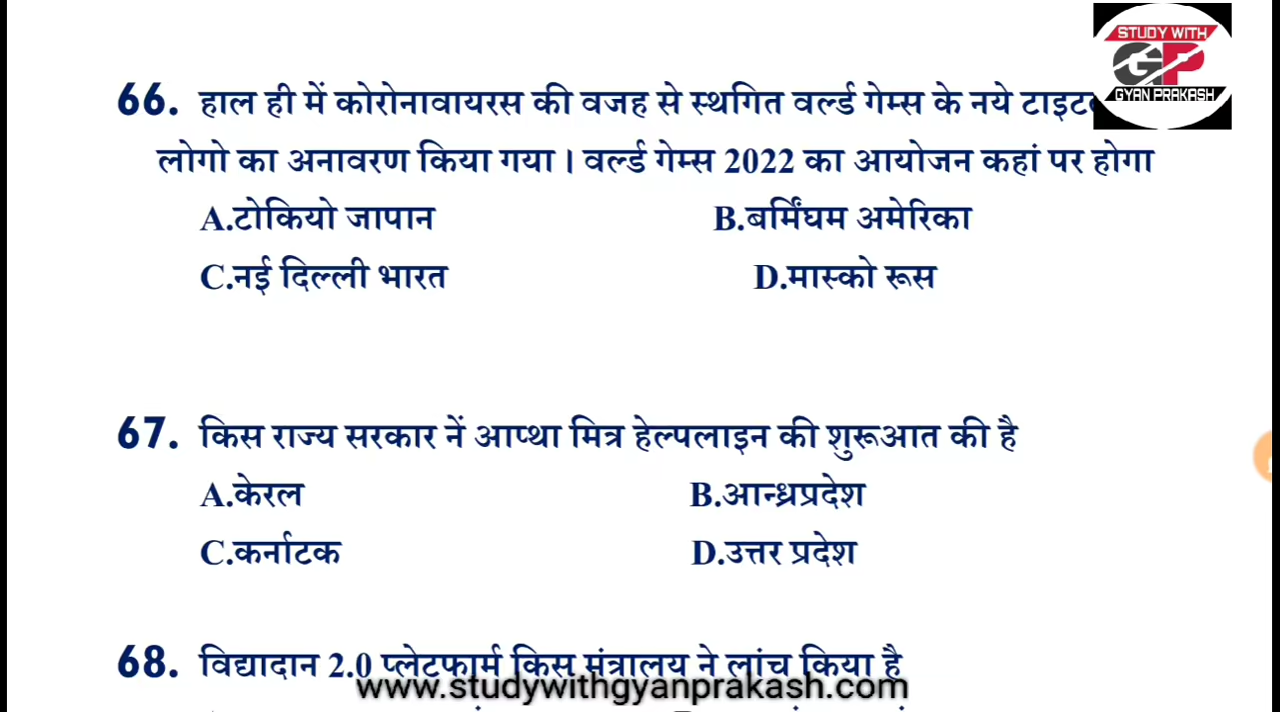 STUDY WITH
GP
GYAN PRAKASH
66. हाल ही में कोरोनावायरस की वजह से स्थगित वर्ल्ड गेम्स के नये
लोगो का अनावरण किया गया। वर्ल्ड गेम्स 2022 का आयोजन कहां पर होगा
A.टोकियो जापान B.बर्मिंघम अमेरिका
C.नई दिल्ली भारत D.मास्को रूस
67. किस राज्य सरकार नें आप्था मित्र हेल्पलाइन की शुरूआत की है
A.केरल B.आन्ध्रप्रदेश
C.कर्नाटक D.उत्तर प्रदेश
68. विद्यादान 2.0 प्लेटफार्म किस मंत्रालय ने लांच किया है
www.studywithgyanprakash.com